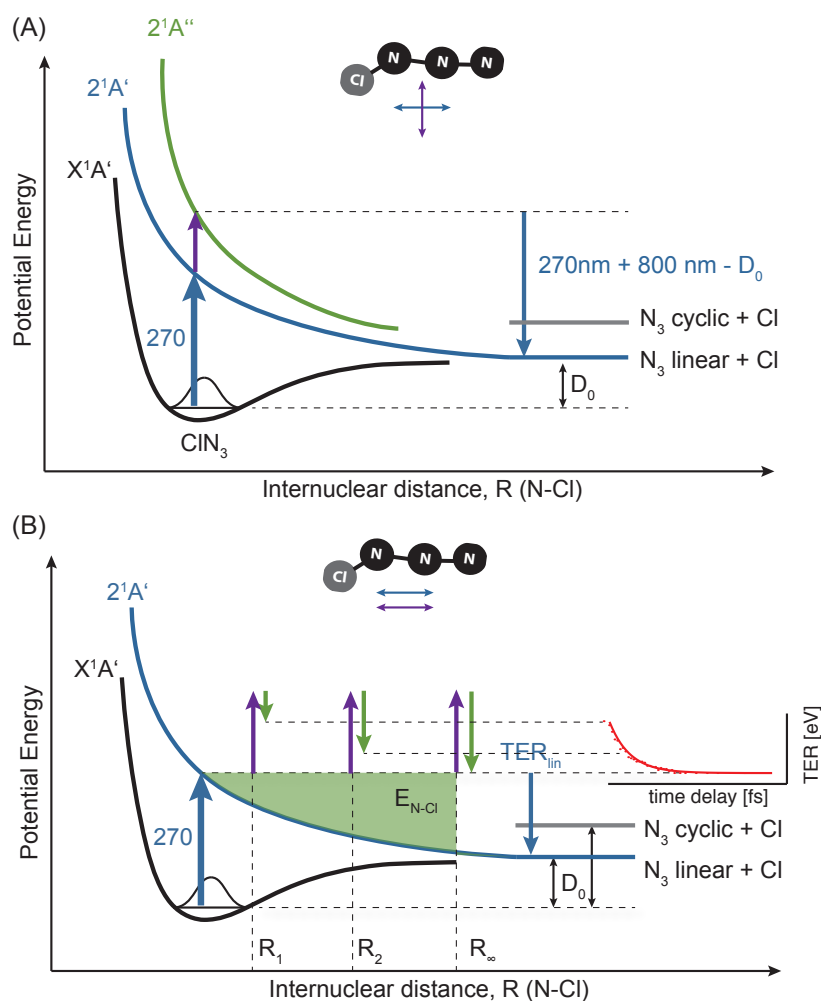 (A)
2¹A‘‘
2¹A‘
X¹A‘
Cl N N N
270nm + 800 nm - D₀
270
N₃ cyclic + Cl
N₃ linear + Cl
D₀
ClN₃
Potential Energy
Internuclear distance, R (N-Cl)
(B)
2¹A‘
X¹A‘
Cl N N N
TER_lin
TER [eV]
time delay [fs]
E_N-Cl
270
N₃ cyclic + Cl
N₃ linear + Cl
D₀
R₁ R₂ R_∞
Potential Energy
Internuclear distance, R (N-Cl)